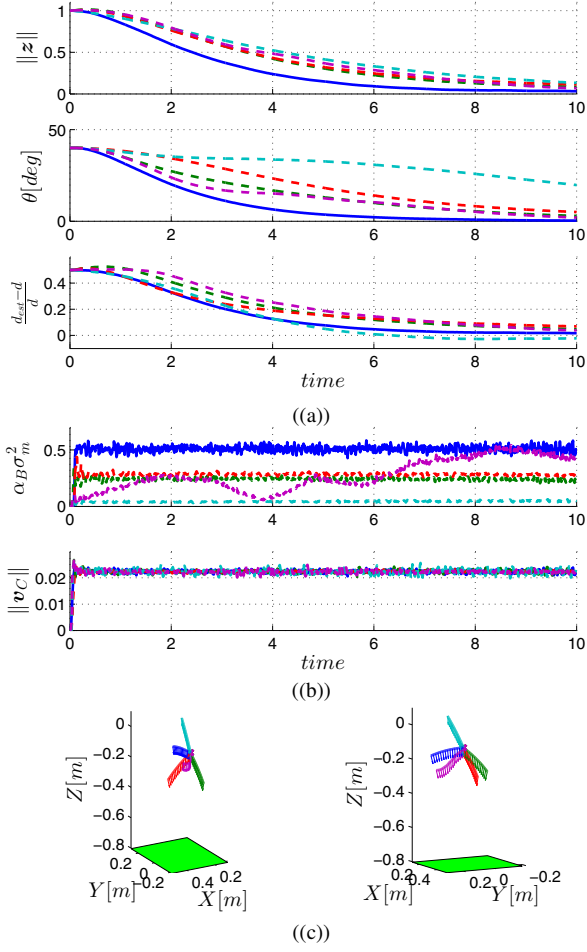 1
0.5
0
‖z‖
0 2 4 6 8 10
50
0
θ[deg]
0 2 4 6 8 10
0.4
0.2
0
d_est−d
d
0 2 4 6 8 10
time
((a))
0.5
0
α_B σ_m^2
0 2 4 6 8 10
0.02
0.01
0
‖v_C‖
0 2 4 6 8 10
time
((b))
0
−0.2
−0.4
−0.6
−0.8
Z[m]
0.2
0
−0.2
Y[m]
0.4
0.2
X[m]
0
−0.2
−0.4
−0.6
−0.8
Z[m]
0.2
0.4
X[m]
0.2
0
−0.2
Y[m]
((c))